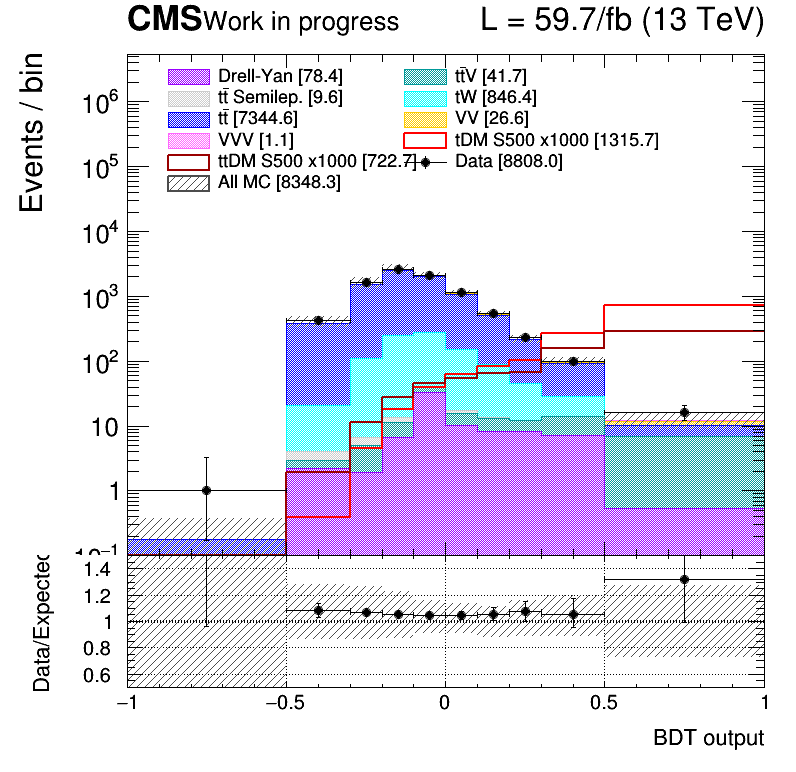 CMS Work in progress L = 59.7/fb (13 TeV)
Events / bin
Drell-Yan [78.4] tt̄V [41.7]
tt̄ Semilep. [9.6] tW [846.4]
tt̄ [7344.6] VV [26.6]
VVV [1.1] tDM S500 x1000 [1315.7]
ttDM S500 x1000 [722.7] Data [8808.0]
All MC [8348.3]
10⁶
10⁵
10⁴
10³
10²
10
1
10⁻¹
Data/Expected
1.4
1.2
1
0.8
0.6
−1 −0.5 0 0.5 1
BDT output